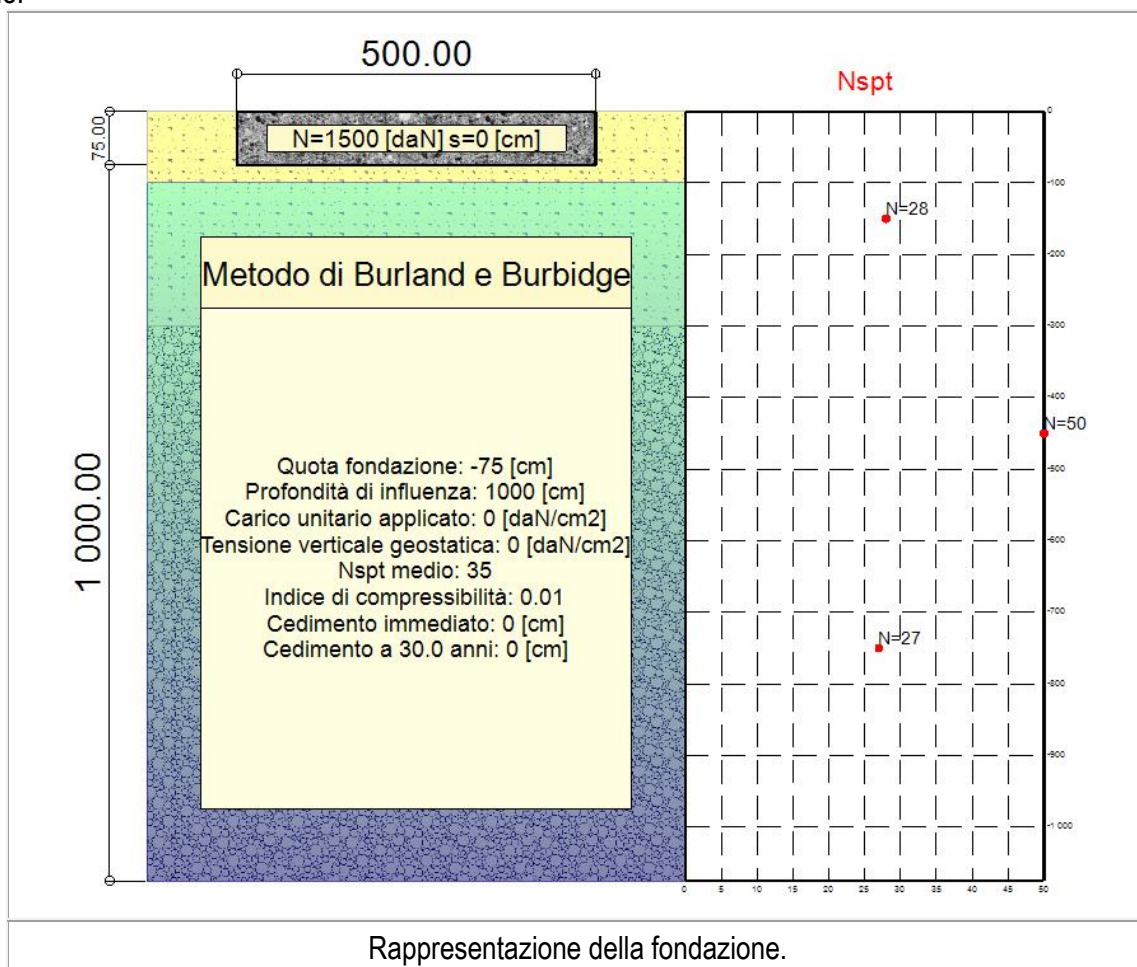 500.00
Nspt
75.00
N=1500 [daN] s=0 [cm]
0
-100
N=28
-200
Metodo di Burland e Burbidge
-300
-400
N=50
Quota fondazione: -75 [cm]
-500
Profondità di influenza: 1000 [cm]
Carico unitario applicato: 0 [daN/cm2]
1 000.00
Tensione verticale geostatica: 0 [daN/cm2]
-600
Nspt medio: 35
Indice di compressibilità: 0.01
Cedimento immediato: 0 [cm]
-700
Cedimento a 30.0 anni: 0 [cm]
N=27
-800
-900
-1 000
0 5 10 15 20 25 30 35 40 45 50
Rappresentazione della fondazione.